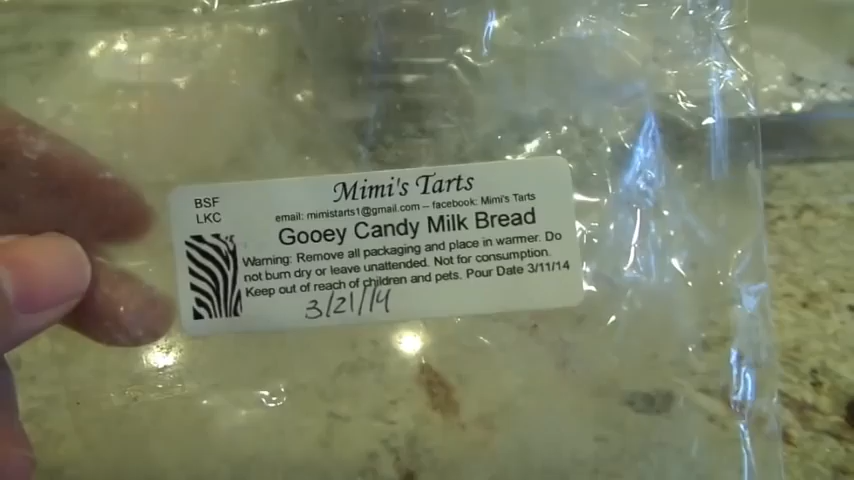 BSF
LKC
Mimi's Tarts
email: mimistarts1@gmail.com – facebook: Mimi's Tarts
Gooey Candy Milk Bread
Warning: Remove all packaging and place in warmer. Do
not burn dry or leave unattended. Not for consumption.
Keep out of reach of children and pets. Pour Date 3/11/14
3/21/14